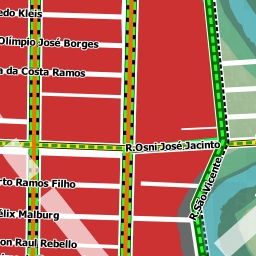 edo Kleis
Olímpio José Borges
a da Costa Ramos
R.Osni José Jacinto
rto Ramos Filho
R.São Vicente
élix Malburg
on Raul Rebello